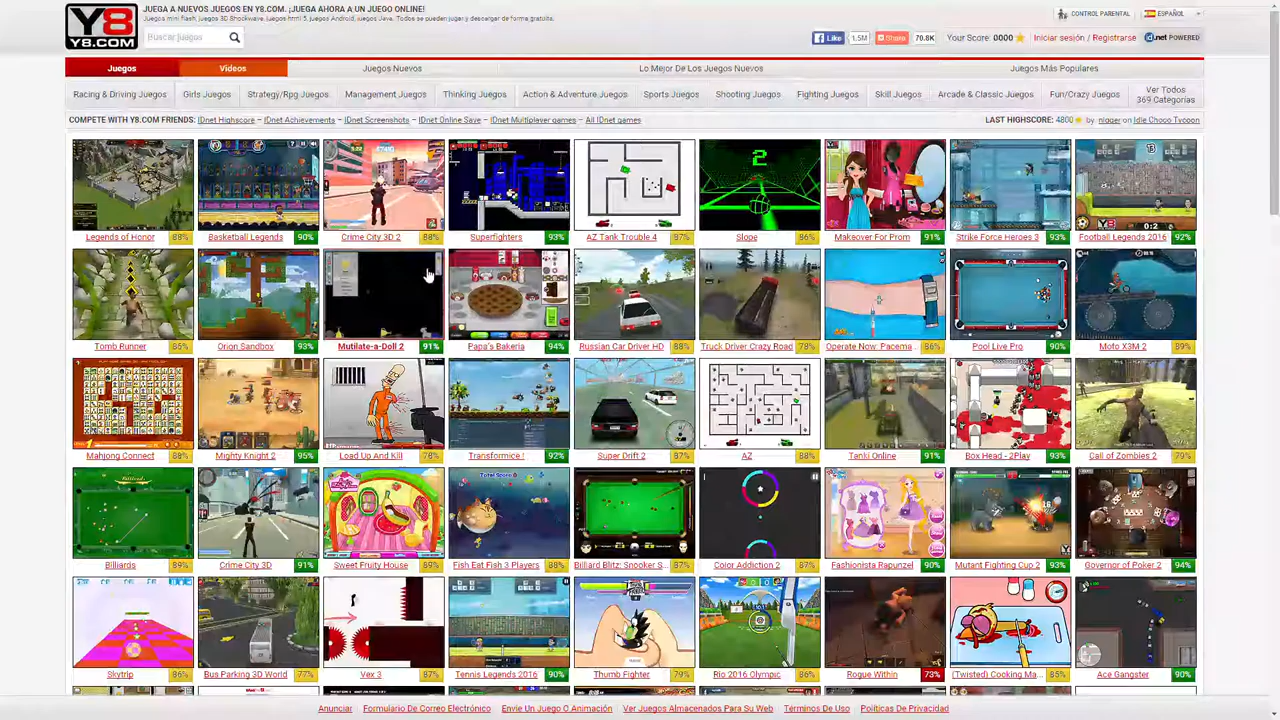 JUEGA A NUEVOS JUEGOS EN Y8.COM. ¡JUEGA AHORA A UN JUEGO ONLINE!
Juegos mini flash, juegos 3D Shockwave, juegos html 5, juegos Android, juegos Java. Todos se pueden jugar y descargar de forma gratuita.
CONTROL PARENTAL
ESPAÑOL
Y8
Y8.COM
Buscar juegos
Like 1.5M Share 70.8K Your Score: 0000 Iniciar sesión / Registrarse id.net POWERED
Juegos Videos Juegos Nuevos Lo Mejor De Los Juegos Nuevos Juegos Más Populares
Racing & Driving Juegos Girls Juegos Strategy/Rpg Juegos Management Juegos Thinking Juegos Action & Adventure Juegos Sports Juegos Shooting Juegos Fighting Juegos Skill Juegos Arcade & Classic Juegos Fun/Crazy Juegos Ver Todos
369 Categorías
COMPETE WITH Y8.COM FRIENDS: IDnet Highscore – IDnet Achievements – IDnet Screenshots – IDnet Online Save – IDnet Multiplayer games – All IDnet games LAST HIGHSCORE: 4800 by: nigger on Idle Choco Tycoon
Legends of Honor 88% Basketball Legends 90% Crime City 3D 2 88% Superfighters 93% AZ Tank Trouble 4 87% Slope 86% Makeover For Prom 91% Strike Force Heroes 3 93% Football Legends 2016 92%
Tomb Runner 85% Orion Sandbox 93% Mutilate-a-Doll 2 91% Papa's Bakeria 94% Russian Car Driver HD 88% Truck Driver Crazy Road 78% Operate Now: Pacema... 86% Pool Live Pro 90% Moto X3M 2 89%
Mahjong Connect 88% Mighty Knight 2 95% Load Up And Kill 78% Transformice ! 92% Super Drift 2 87% AZ 88% Tanki Online 91% Box Head - 2Play 93% Call of Zombies 2 79%
Billiards 89% Crime City 3D 91% Sweet Fruity House 89% Fish Eat Fish 3 Players 88% Billiard Blitz: Snooker S... 87% Color Addition 2 87% Fashionista Rapunzel 90% Mutant Fighting Cup 2 93% Governor of Poker 2 94%
Skytrip 86% Bus Parking 3D World 77% Vex 3 87% Tennis Legends 2016 90% Thumb Fighter 79% Rio 2016 Olympic 86% Rogue Within 73% (Twisted) Cooking Ma... 85% Ace Gangster 90%
Anunciar Formulario De Correo Electrónico Envíe Un Juego O Animación Ver Juegos Almacenados Para Su Web Términos De Uso Políticas De Privacidad